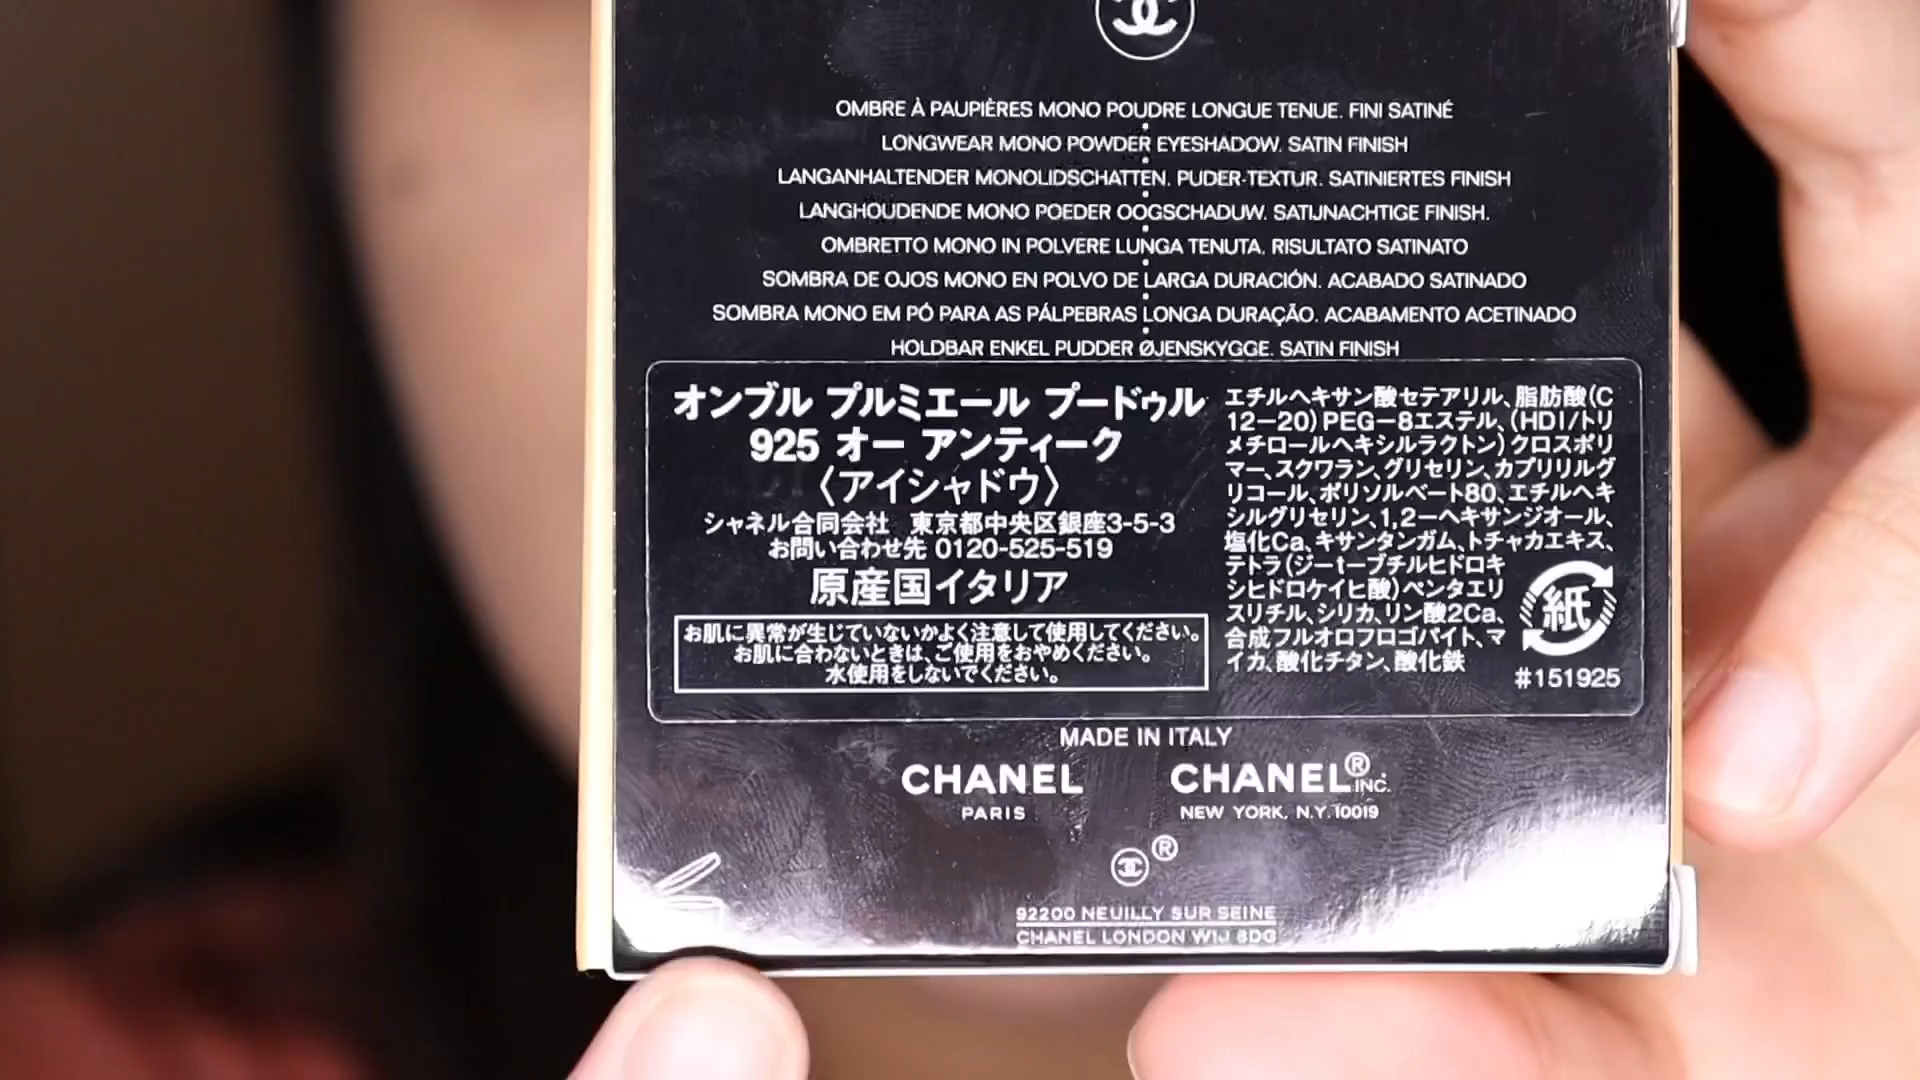 OMBRE À PAUPIÈRES MONO POUDRE LONGUE TENUE. FINI SATINÉ
LONGWEAR MONO POWDER EYESHADOW. SATIN FINISH
LANGANHALTENDER MONOLIDSCHATTEN. PUDER-TEXTUR. SATINIERTES FINISH
LANGHOUDENDE MONO POEDER OOGSCHADUW. SATIJNACHTIGE FINISH.
OMBRETTO MONO IN POLVERE LUNGA TENUTA. RISULTATO SATINATO
SOMBRA DE OJOS MONO EN POLVO DE LARGA DURACIÓN. ACABADO SATINADO
SOMBRA MONO EM PÓ PARA AS PÁLPEBRAS LONGA DURAÇÃO. ACABAMENTO ACETINADO
HOLDBAR ENKEL PUDDER ØJENSKYGGE. SATIN FINISH
オンブル プルミエール プードゥル
925 オー アンティーク
〈アイシャドウ〉
シャネル合同会社 東京都中央区銀座3-5-3
お問い合わせ先 0120-525-519
原産国イタリア
お肌に異常が生じていないかよく注意して使用してください。
お肌に合わないときは、ご使用をおやめください。
水使用をしないでください。
エチルヘキサン酸セテアリル、脂肪酸(C
12-20)PEG-8エステル、(HDI/トリ
メチロールヘキシルラクトン)クロスポリ
マー、スクワラン、グリセリン、カプリリルグ
リコール、ポリソルベート80、エチルヘキ
シルグリセリン、1,2-ヘキサンジオール、
塩化Ca、キサンタンガム、トチャカエキス、
テトラ(ジーt-ブチルヒドロキ
シヒドロケイヒ酸)ペンタエリ
スリチル、シリカ、リン酸2Ca、
合成フルオロフロゴパイト、マ
イカ、酸化チタン、酸化鉄
紙
#151925
MADE IN ITALY
CHANEL
PARIS
CHANEL® INC.
NEW YORK, N.Y. 10019
®
92200 NEUILLY SUR SEINE
CHANEL LONDON W1J 6DG